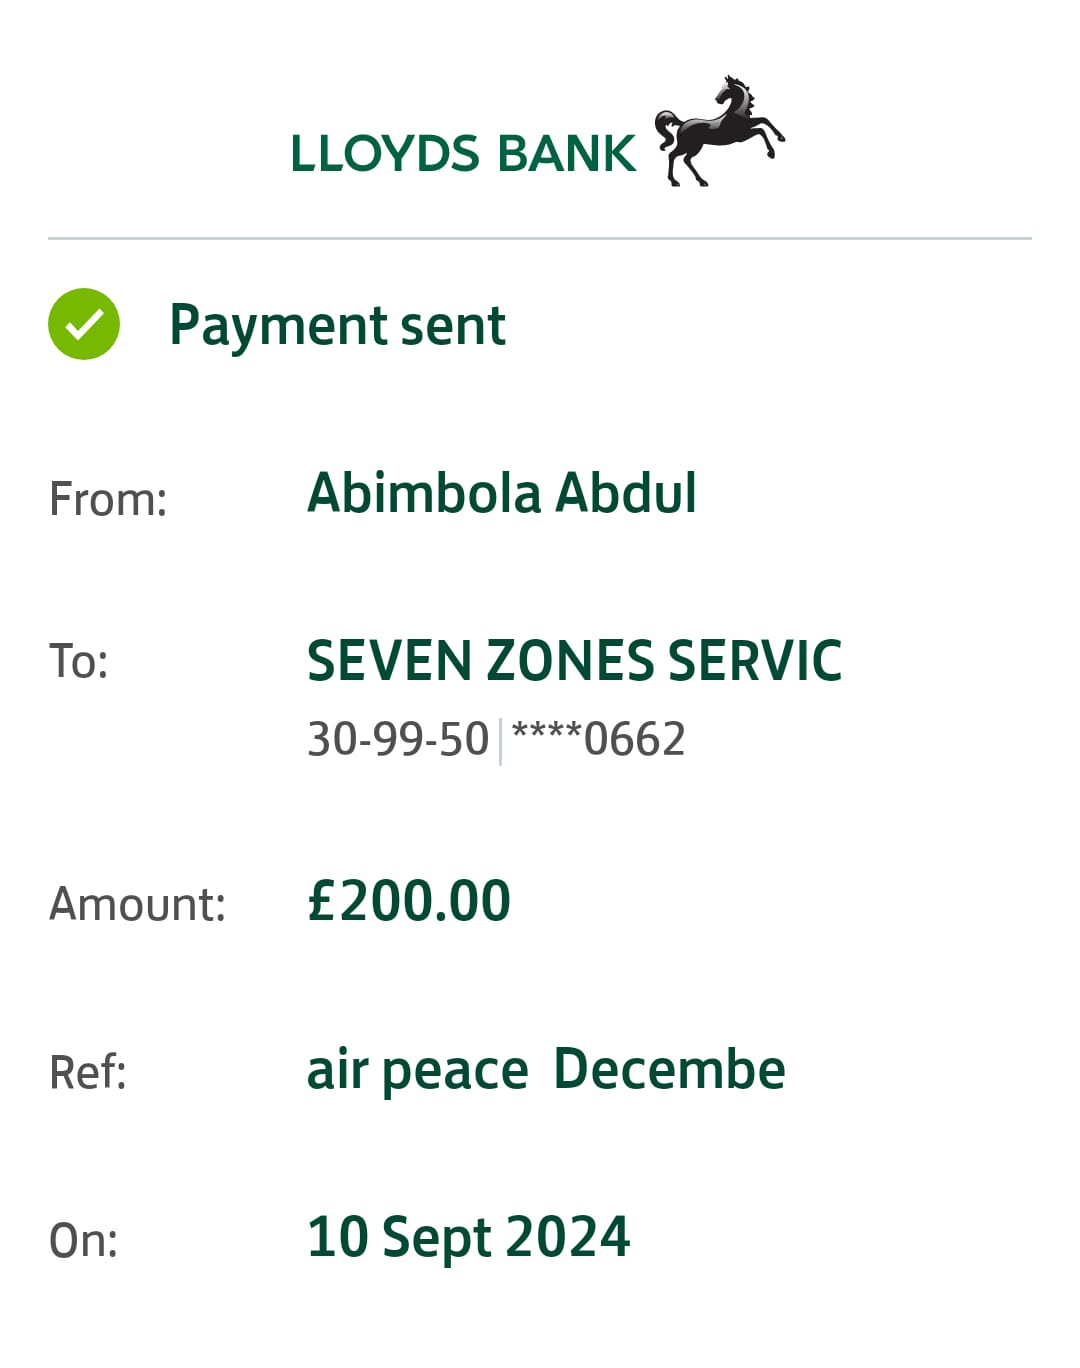 LLOYDS BANK
Payment sent
From: Abimbola Abdul
To: SEVEN ZONES SERVIC
30-99-50 | ****0662
Amount: £200.00
Ref: air peace  Decembe
On: 10 Sept 2024